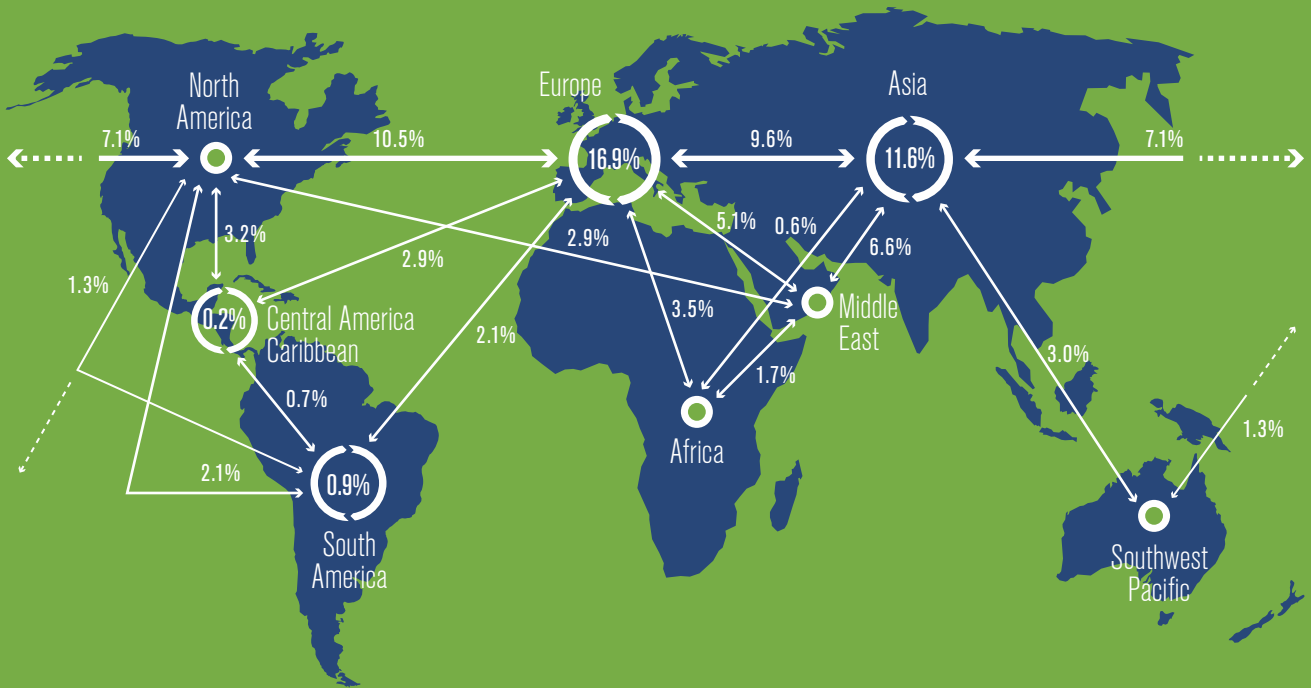 North
America
Europe
Asia
7.1%
10.5%
9.6%
7.1%
16.9%
11.6%
3.2%
2.9%
2.9%
5.1%
0.6%
6.6%
1.3%
0.2%
Central America
Caribbean
2.1%
3.5%
Middle
East
1.7%
3.0%
0.7%
Africa
1.3%
2.1%
0.9%
South
America
Southwest
Pacific